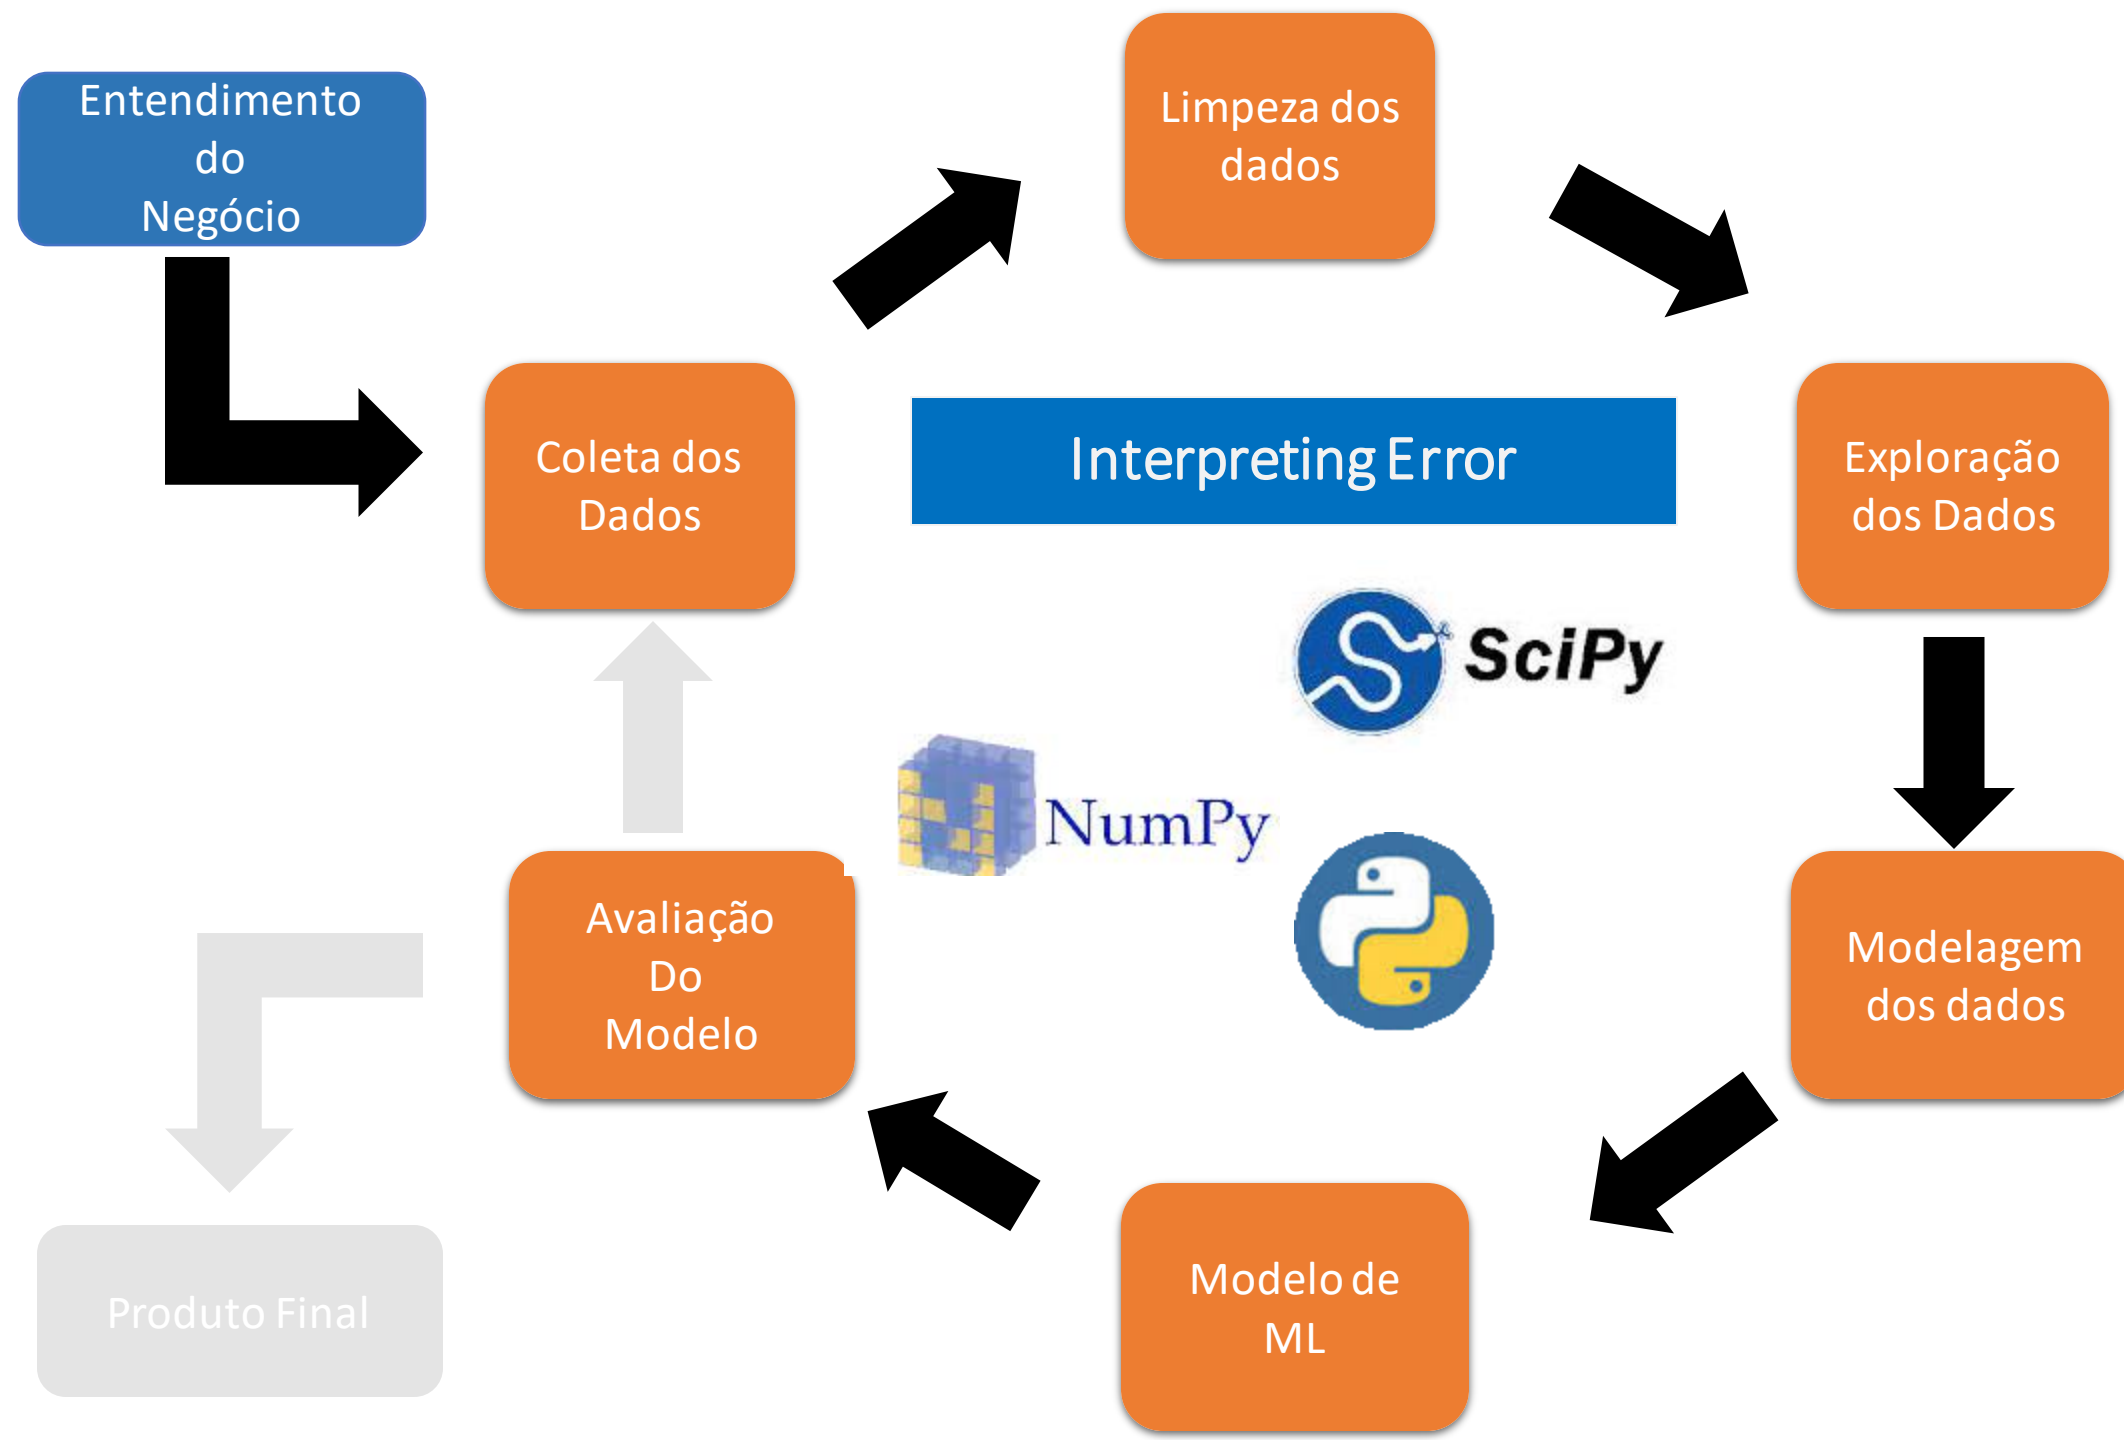 Entendimento
do
Negócio
Limpeza dos
dados
Coleta dos
Dados
Interpreting Error
Exploração
dos Dados
SciPy
NumPy
Avaliação
Do
Modelo
Modelagem
dos dados
Modelo de
ML
Produto Final